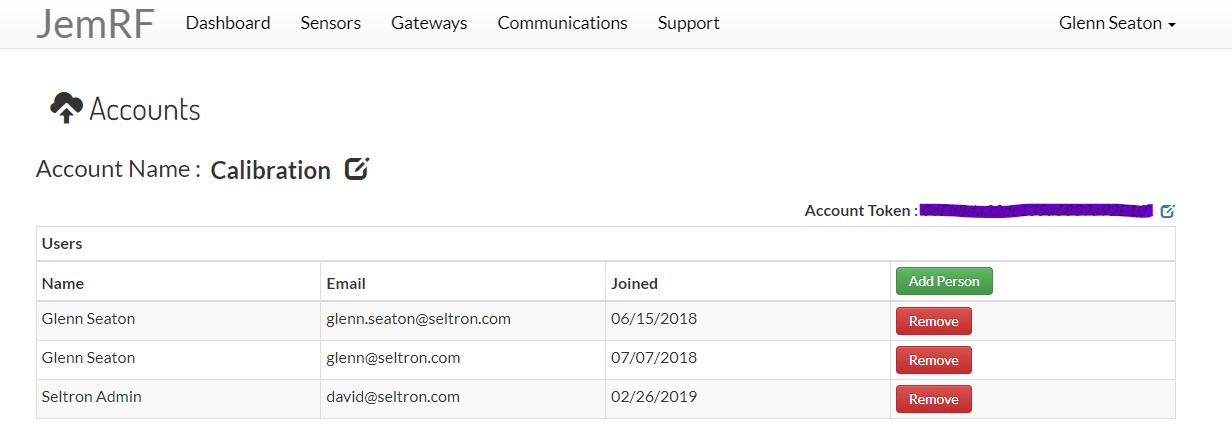 JemRF Dashboard Sensors Gateways Communications Support Glenn Seaton
Accounts
Account Name : Calibration
Account Token :
Users
Name Email Joined Add Person
Glenn Seaton glenn.seaton@seltron.com 06/15/2018 Remove
Glenn Seaton glenn@seltron.com 07/07/2018 Remove
Seltron Admin david@seltron.com 02/26/2019 Remove